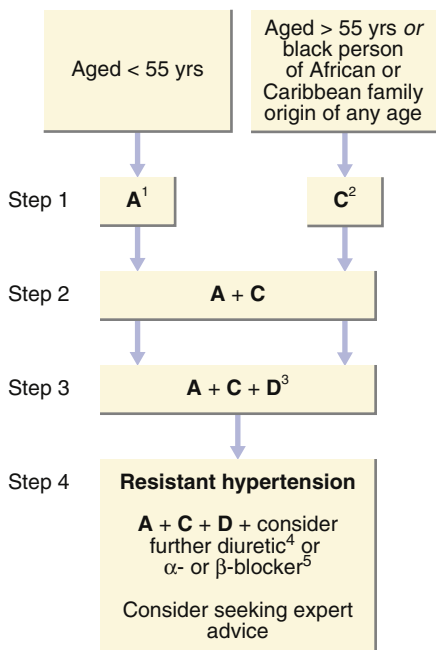 Aged < 55 yrs
Aged > 55 yrs or
black person
of African or
Caribbean family
origin of any age
Step 1
A¹
C²
Step 2
A + C
Step 3
A + C + D³
Step 4
Resistant hypertension
A + C + D + consider
further diuretic⁴ or
α- or β-blocker⁵
Consider seeking expert
advice